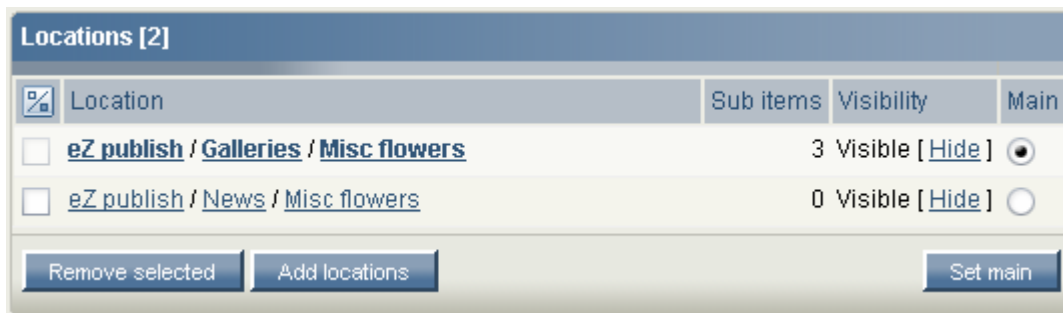 Locations [2]
Location Sub items Visibility Main
eZ publish / Galleries / Misc flowers 3 Visible [ Hide ]
eZ publish / News / Misc flowers 0 Visible [ Hide ]
Remove selected Add locations Set main